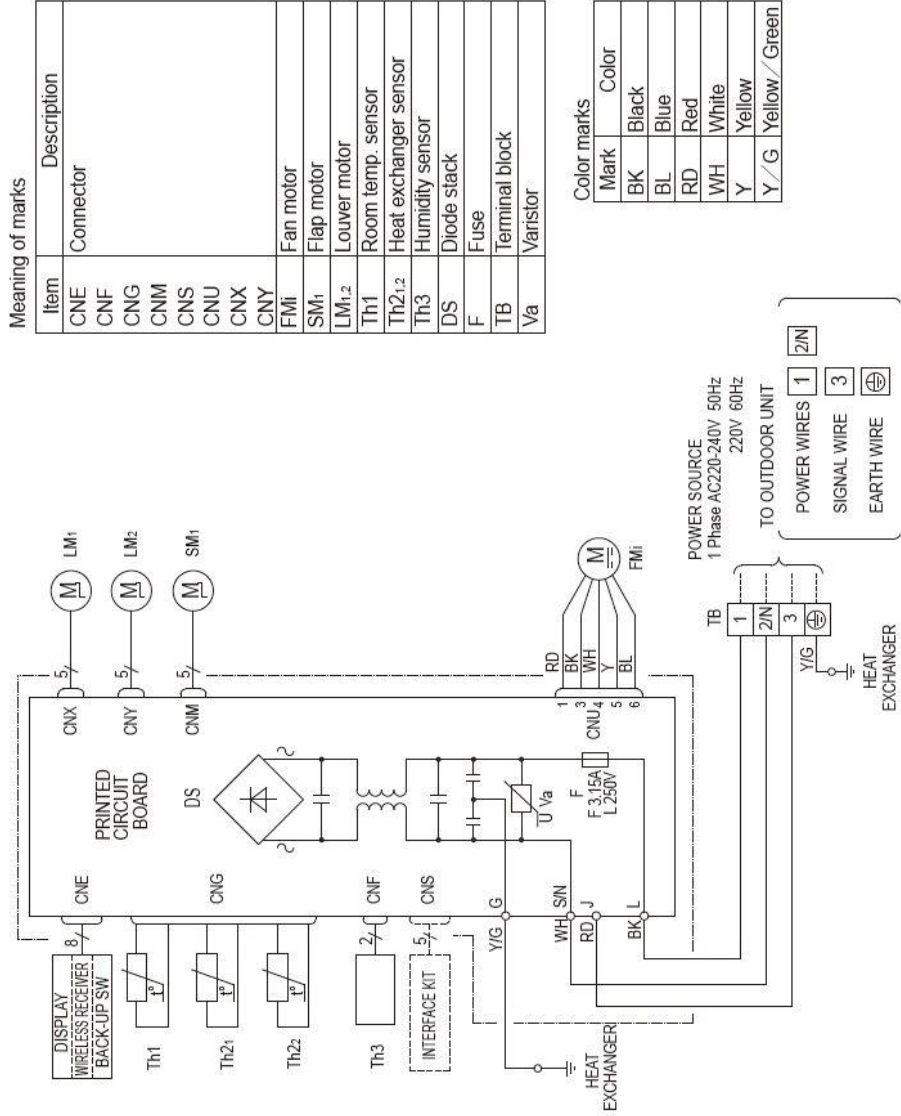 PRINTED
CIRCUIT
BOARD
DS
CNX
CNY
CNM
5
5
5
LM1
LM2
SM1
M
M
M
CNE
CNG
CNF
CNS
8
2
5
DISPLAY
WIRELESS RECEIVER
BACK-UP SW
Th1
Th21
Th22
Th3
t°
t°
t°
INTERFACE KIT
Y/G
G
WH
S/N
RD
J
BK
L
HEAT
EXCHANGER
U
Va
F
F 3.15A
L 250V
CNU
1
3
4
5
6
RD
BK
WH
Y
BL
M
FMi
TB
1
2/N
3
Y/G
HEAT
EXCHANGER
POWER SOURCE
1 Phase AC220-240V 50Hz
220V 60Hz
TO OUTDOOR UNIT
POWER WIRES 1 2/N
SIGNAL WIRE 3
EARTH WIRE
Meaning of marks
Item Description
CNE Connector
CNF
CNG
CNM
CNS
CNU
CNX
CNY
FMi Fan motor
SM1 Flap motor
LM1,2 Louver motor
Th1 Room temp. sensor
Th21,2 Heat exchanger sensor
Th3 Humidity sensor
DS Diode stack
F Fuse
TB Terminal block
Va Varistor
Color marks
Mark Color
BK Black
BL Blue
RD Red
WH White
Y Yellow
Y/G Yellow/Green